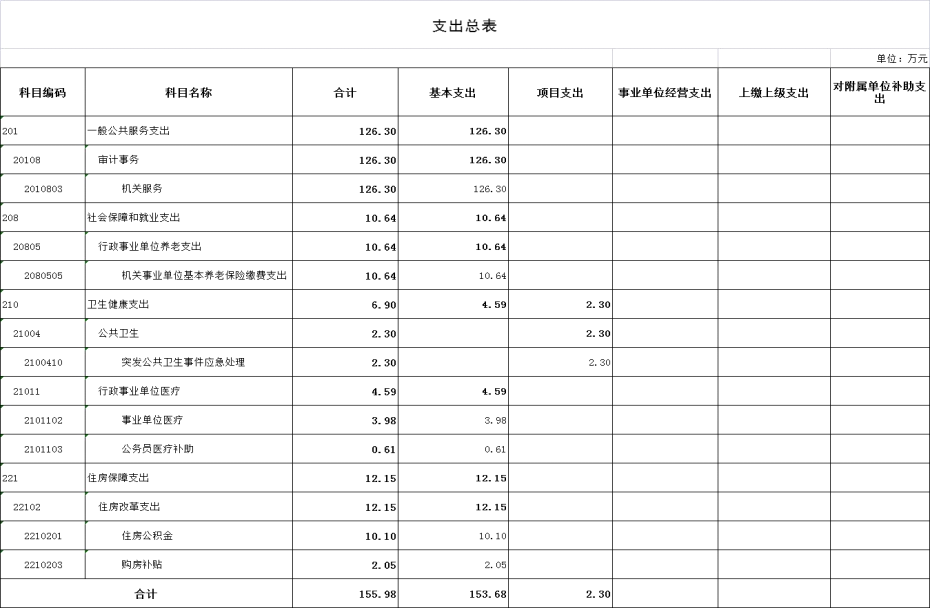 支出总表
单位：万元
科目编码 科目名称 合计 基本支出 项目支出 事业单位经营支出 上缴上级支出 对附属单位补助支出
201 一般公共服务支出 126.30 126.30
20108 审计事务 126.30 126.30
2010803 机关服务 126.30 126.30
208 社会保障和就业支出 10.64 10.64
20805 行政事业单位养老支出 10.64 10.64
2080505 机关事业单位基本养老保险缴费支出 10.64 10.64
210 卫生健康支出 6.90 4.59 2.30
21004 公共卫生 2.30 2.30
2100410 突发公共卫生事件应急处理 2.30 2.30
21011 行政事业单位医疗 4.59 4.59
2101102 事业单位医疗 3.98 3.98
2101103 公务员医疗补助 0.61 0.61
221 住房保障支出 12.15 12.15
22102 住房改革支出 12.15 12.15
2210201 住房公积金 10.10 10.10
2210203 购房补贴 2.05 2.05
合计 155.98 153.68 2.30